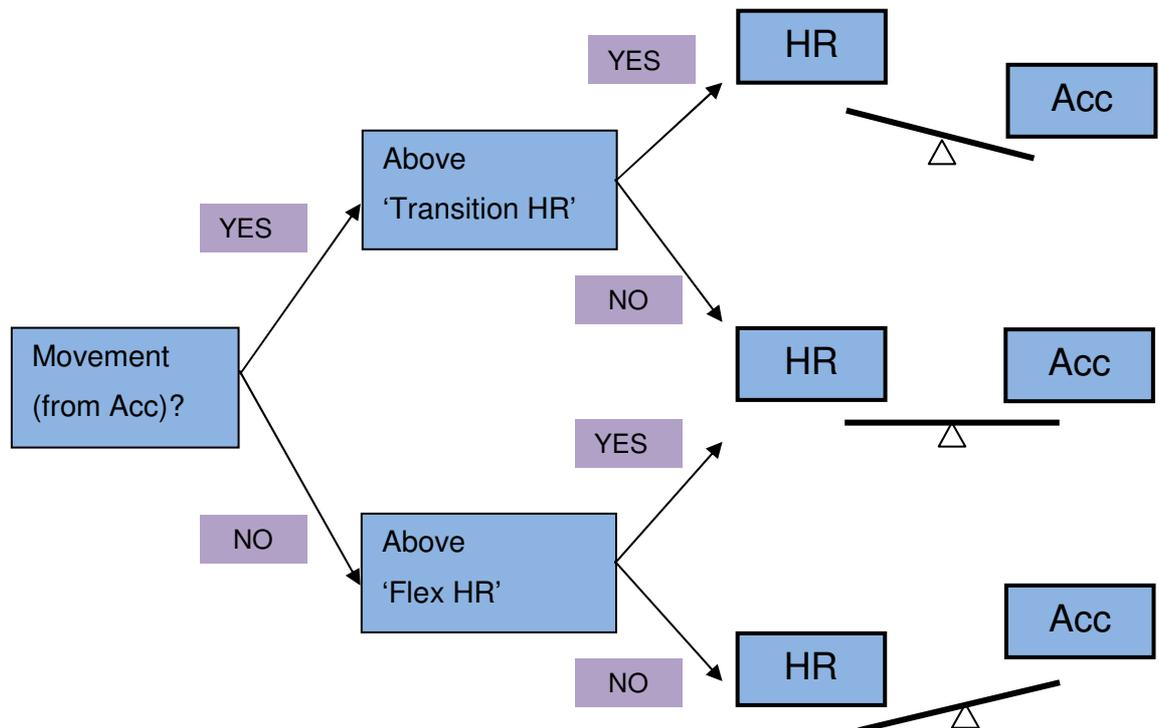 YES
HR
Acc
Above
‘Transition HR’
YES
NO
Movement
(from Acc)?
HR
Acc
YES
NO
Above
‘Flex HR’
Acc
HR
NO